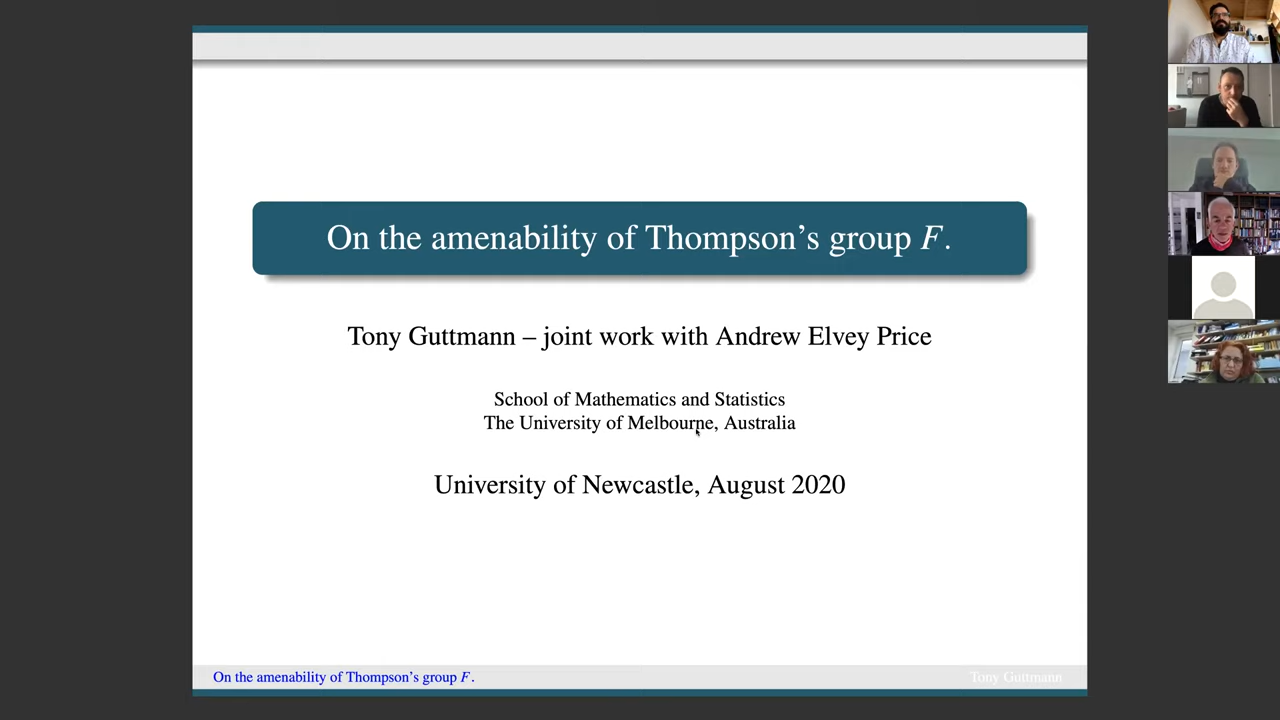 On the amenability of Thompson's group F.
Tony Guttmann – joint work with Andrew Elvey Price
School of Mathematics and Statistics
The University of Melbourne, Australia
University of Newcastle, August 2020
On the amenability of Thompson's group F.
Tony Guttmann